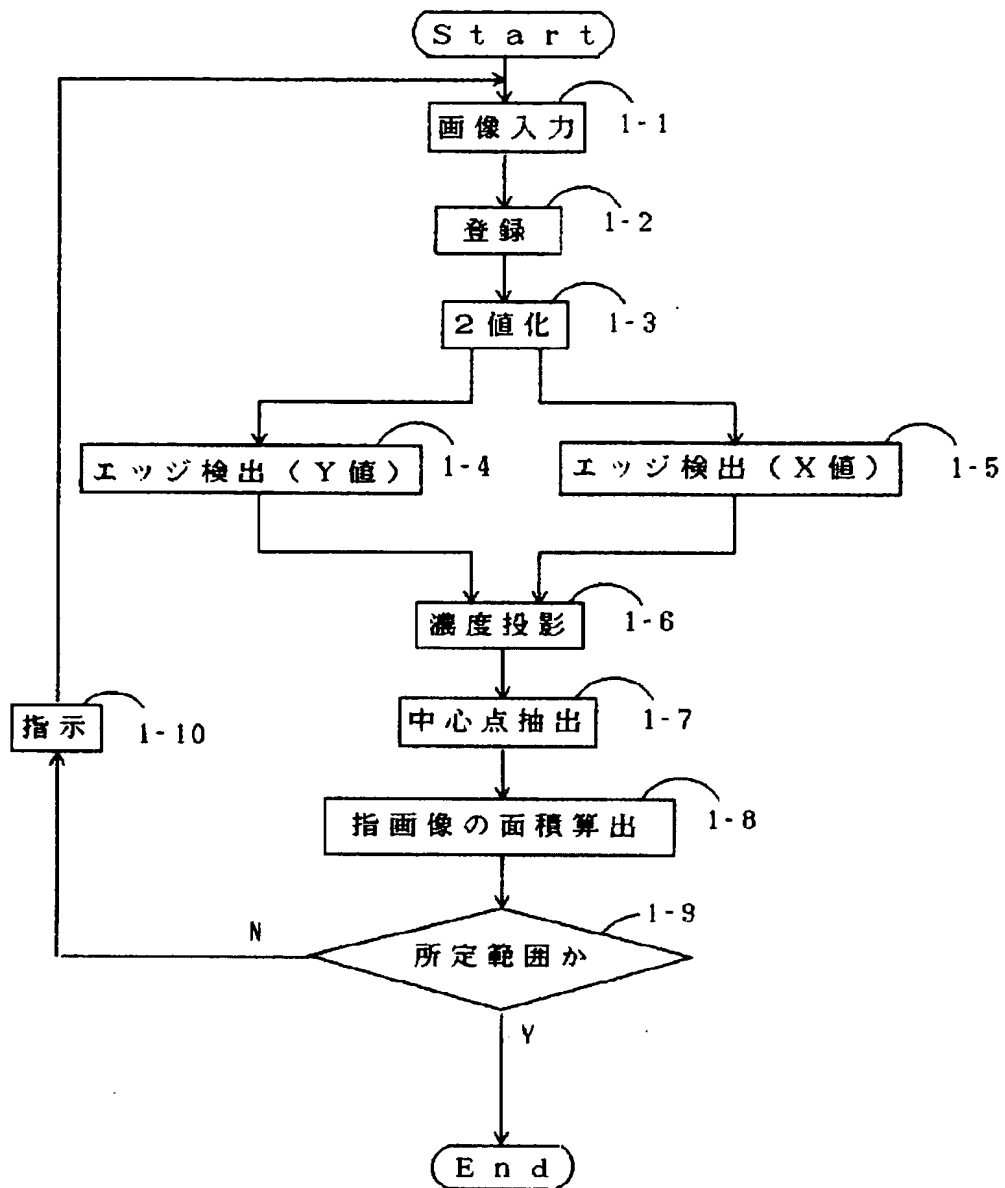 Start
画像入力
1-1
登録
1-2
2値化
1-3
エッジ検出(Y値)
1-4
エッジ検出(X値)
1-5
濃度投影
1-6
中心点抽出
1-7
指示
1-10
指画像の面積算出
1-8
所定範囲か
1-9
N
Y
End